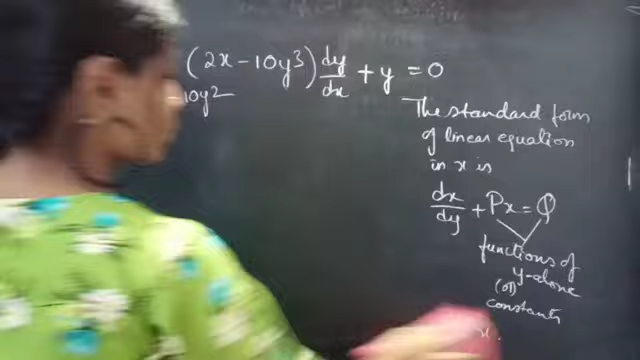 (2x - 10y³) dy/dx + y = 0
- 10y²
The standard form
of linear equation
in x is
dx/dy + Px = Q
functions of
y-alone
(or)
constants
x.